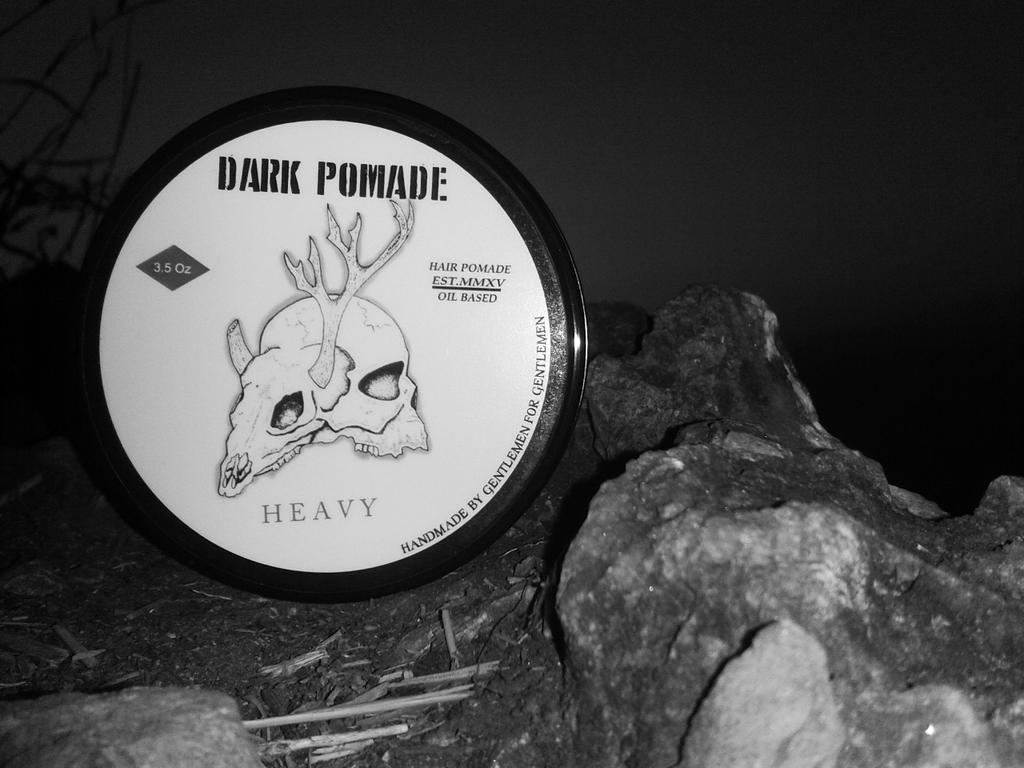 DARK POMADE
3.5 Oz
HAIR POMADE
EST.MMXV
OIL BASED
HEAVY
HANDMADE BY GENTLEMEN FOR GENTLEMEN